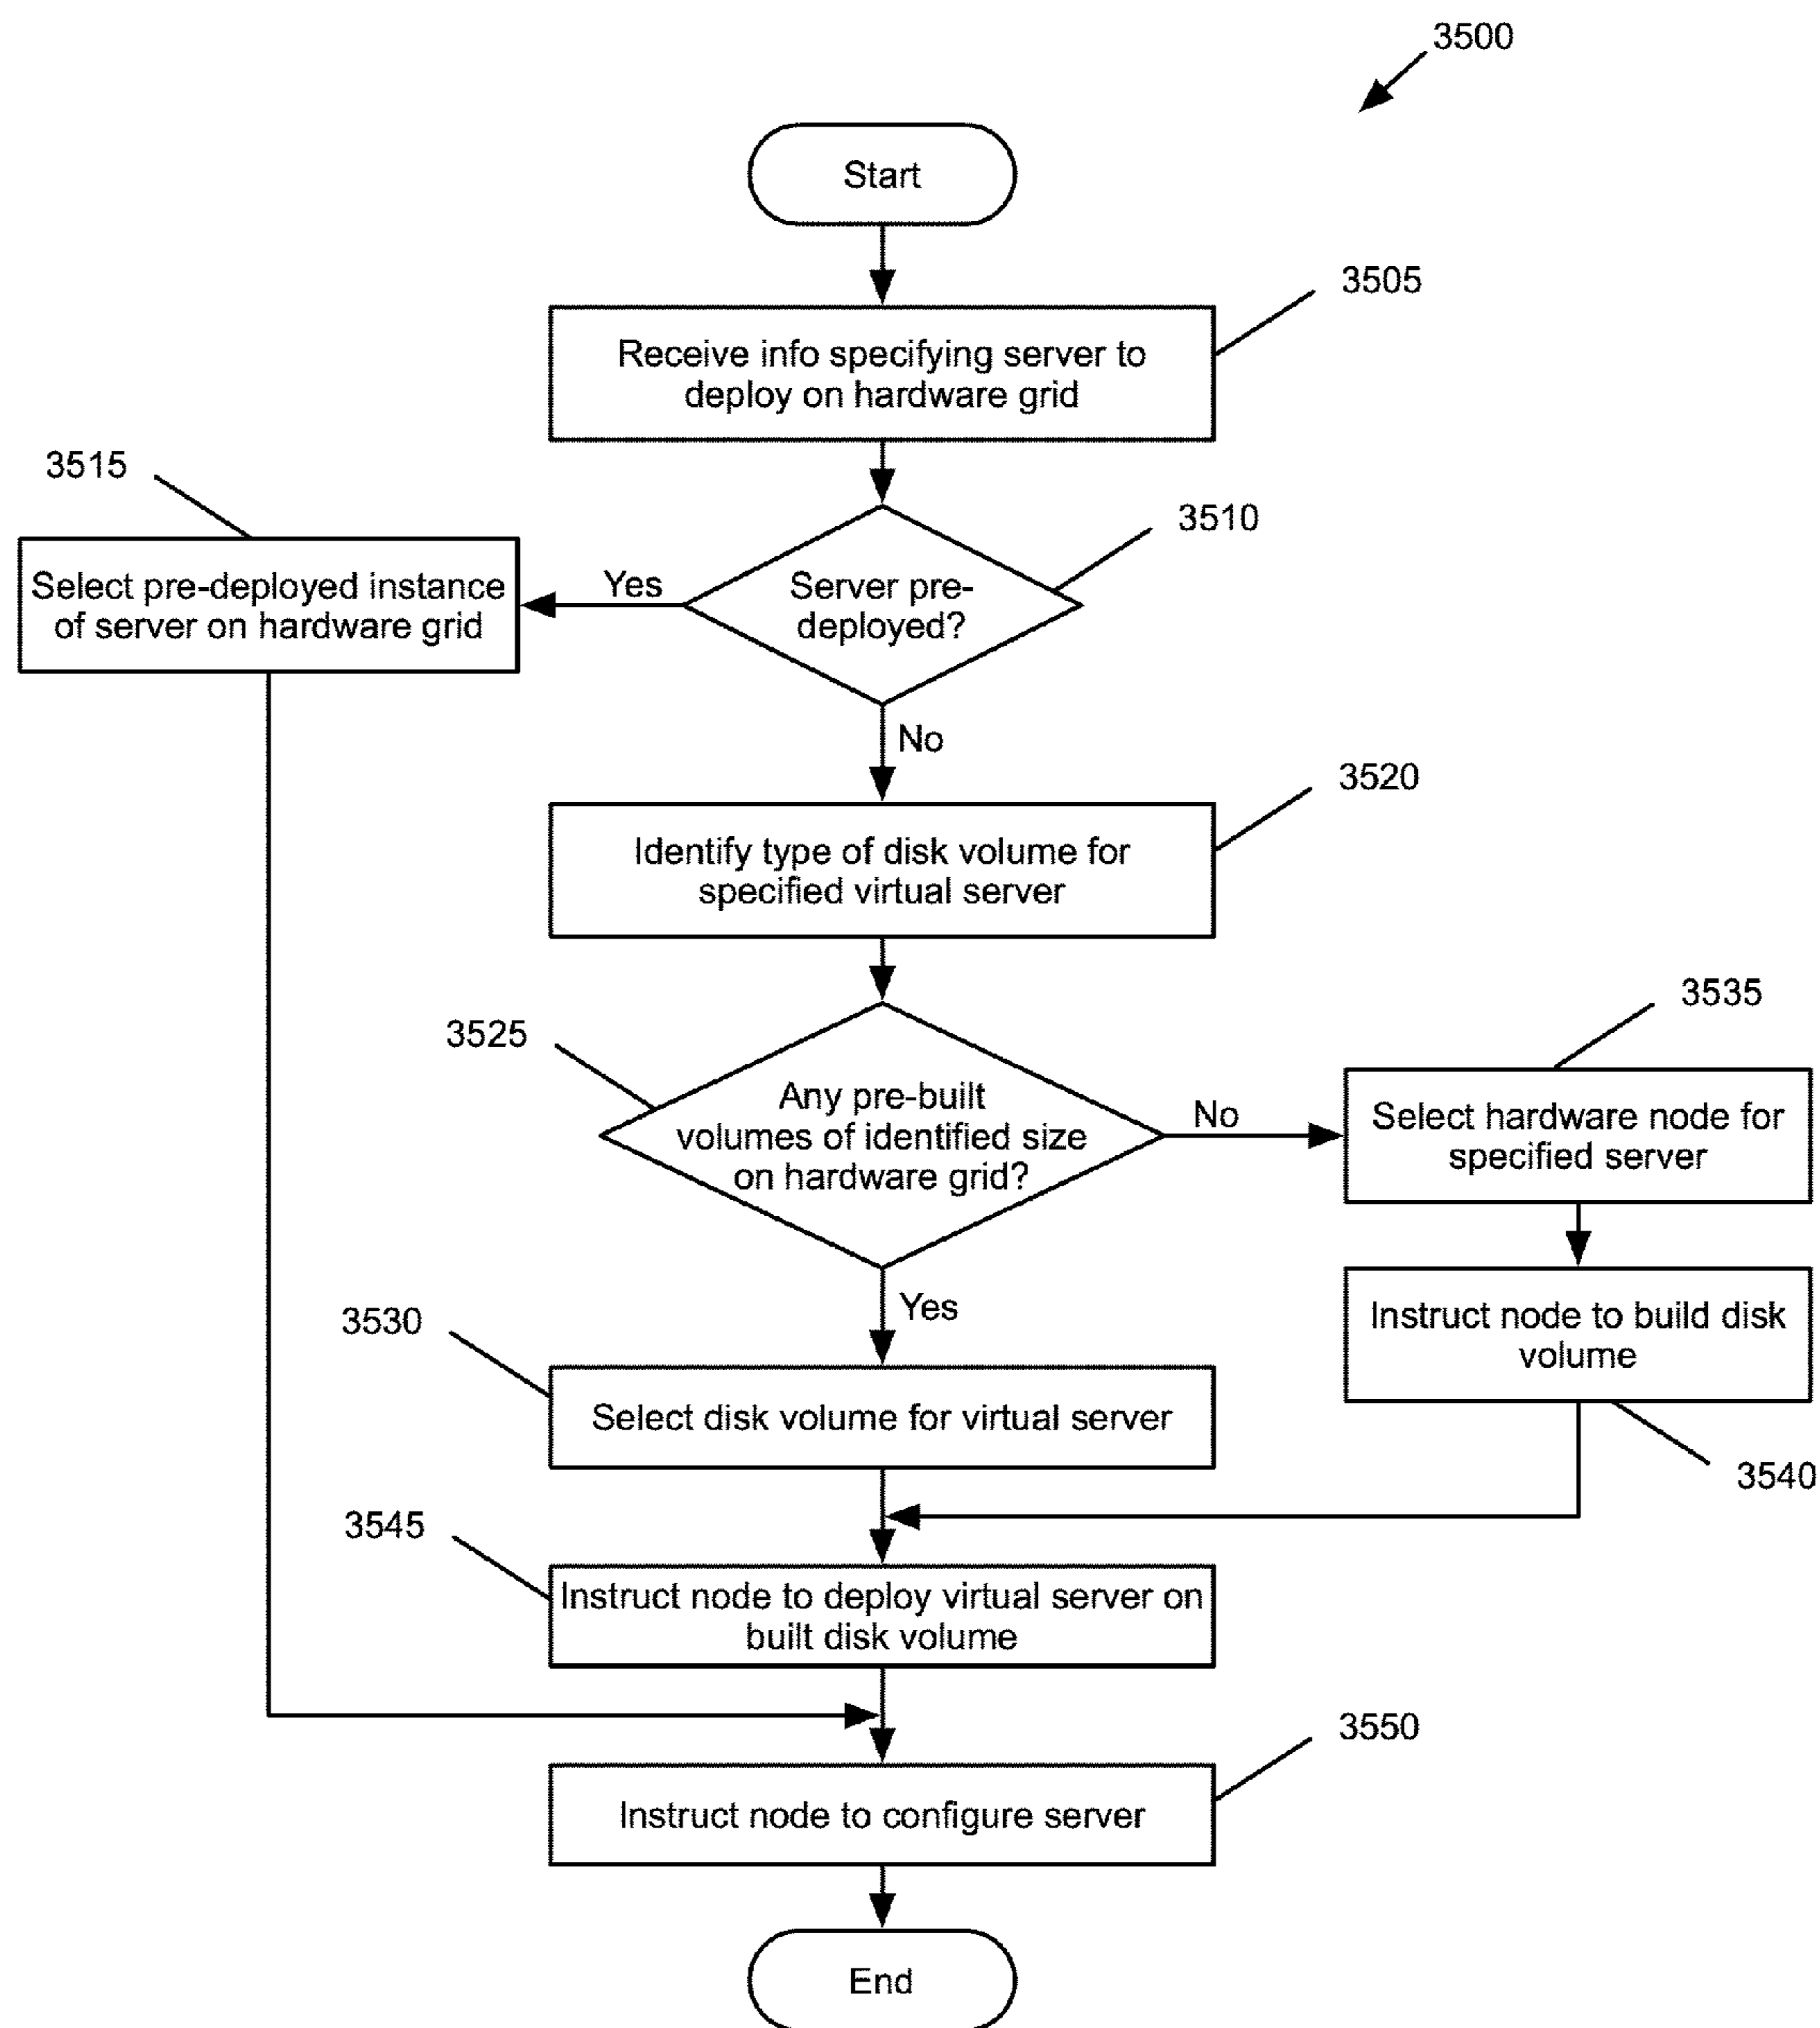 3500
Start
3505
Receive info specifying server to
deploy on hardware grid
3515
3510
Select pre-deployed instance
of server on hardware grid
Yes
Server pre-
deployed?
No
3520
Identify type of disk volume for
specified virtual server
3535
3525
Any pre-built
volumes of identified size
on hardware grid?
No
Select hardware node for
specified server
Yes
3530
Instruct node to build disk
volume
Select disk volume for virtual server
3540
3545
Instruct node to deploy virtual server on
built disk volume
3550
Instruct node to configure server
End